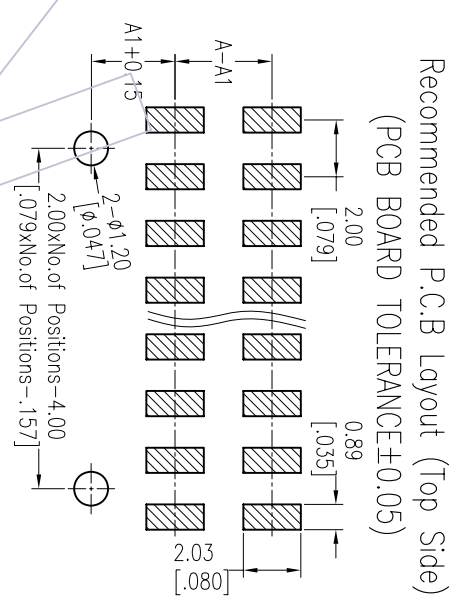 Recommended P.C.B Layout (Top Side)
(PCB BOARD TOLERANCE±0.05)
2.00
[.079]
0.89
[.035]
A-A1
A1+0.15
2-ø1.20
[ø.047]
2.00xNo.of Positions-4.00
[.079xNo.of Positions-.157]
2.03
[.080]